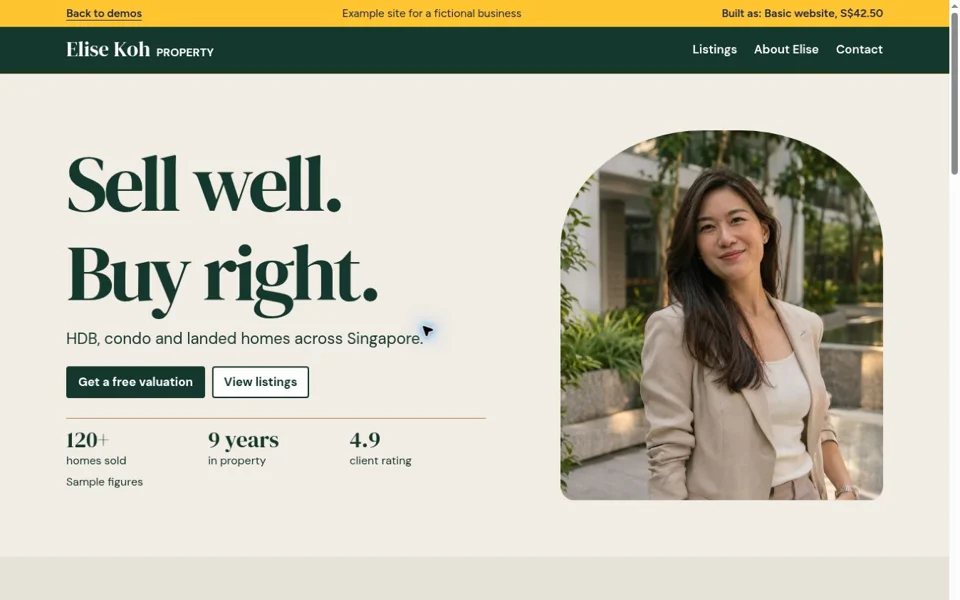 Back to demos
Example site for a fictional business
Built as: Basic website, S$42.50
Elise Koh PROPERTY
Listings
About Elise
Contact
Sell well.
Buy right.
HDB, condo and landed homes across Singapore.
Get a free valuation
View listings
120+
homes sold
9 years
in property
4.9
client rating
Sample figures